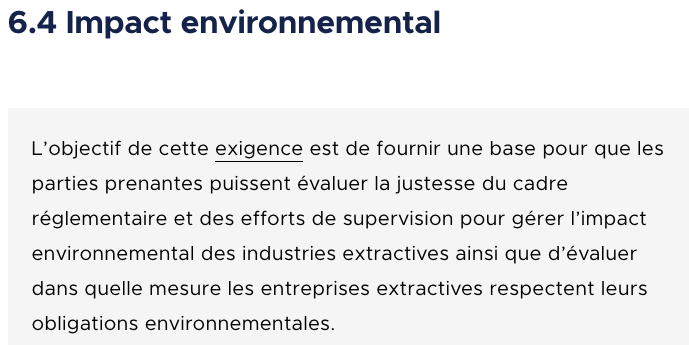 6.4 Impact environnemental
L’objectif de cette exigence est de fournir une base pour que les
parties prenantes puissent évaluer la justesse du cadre
réglementaire et des efforts de supervision pour gérer l’impact
environnemental des industries extractives ainsi que d’évaluer
dans quelle mesure les entreprises extractives respectent leurs
obligations environnementales.